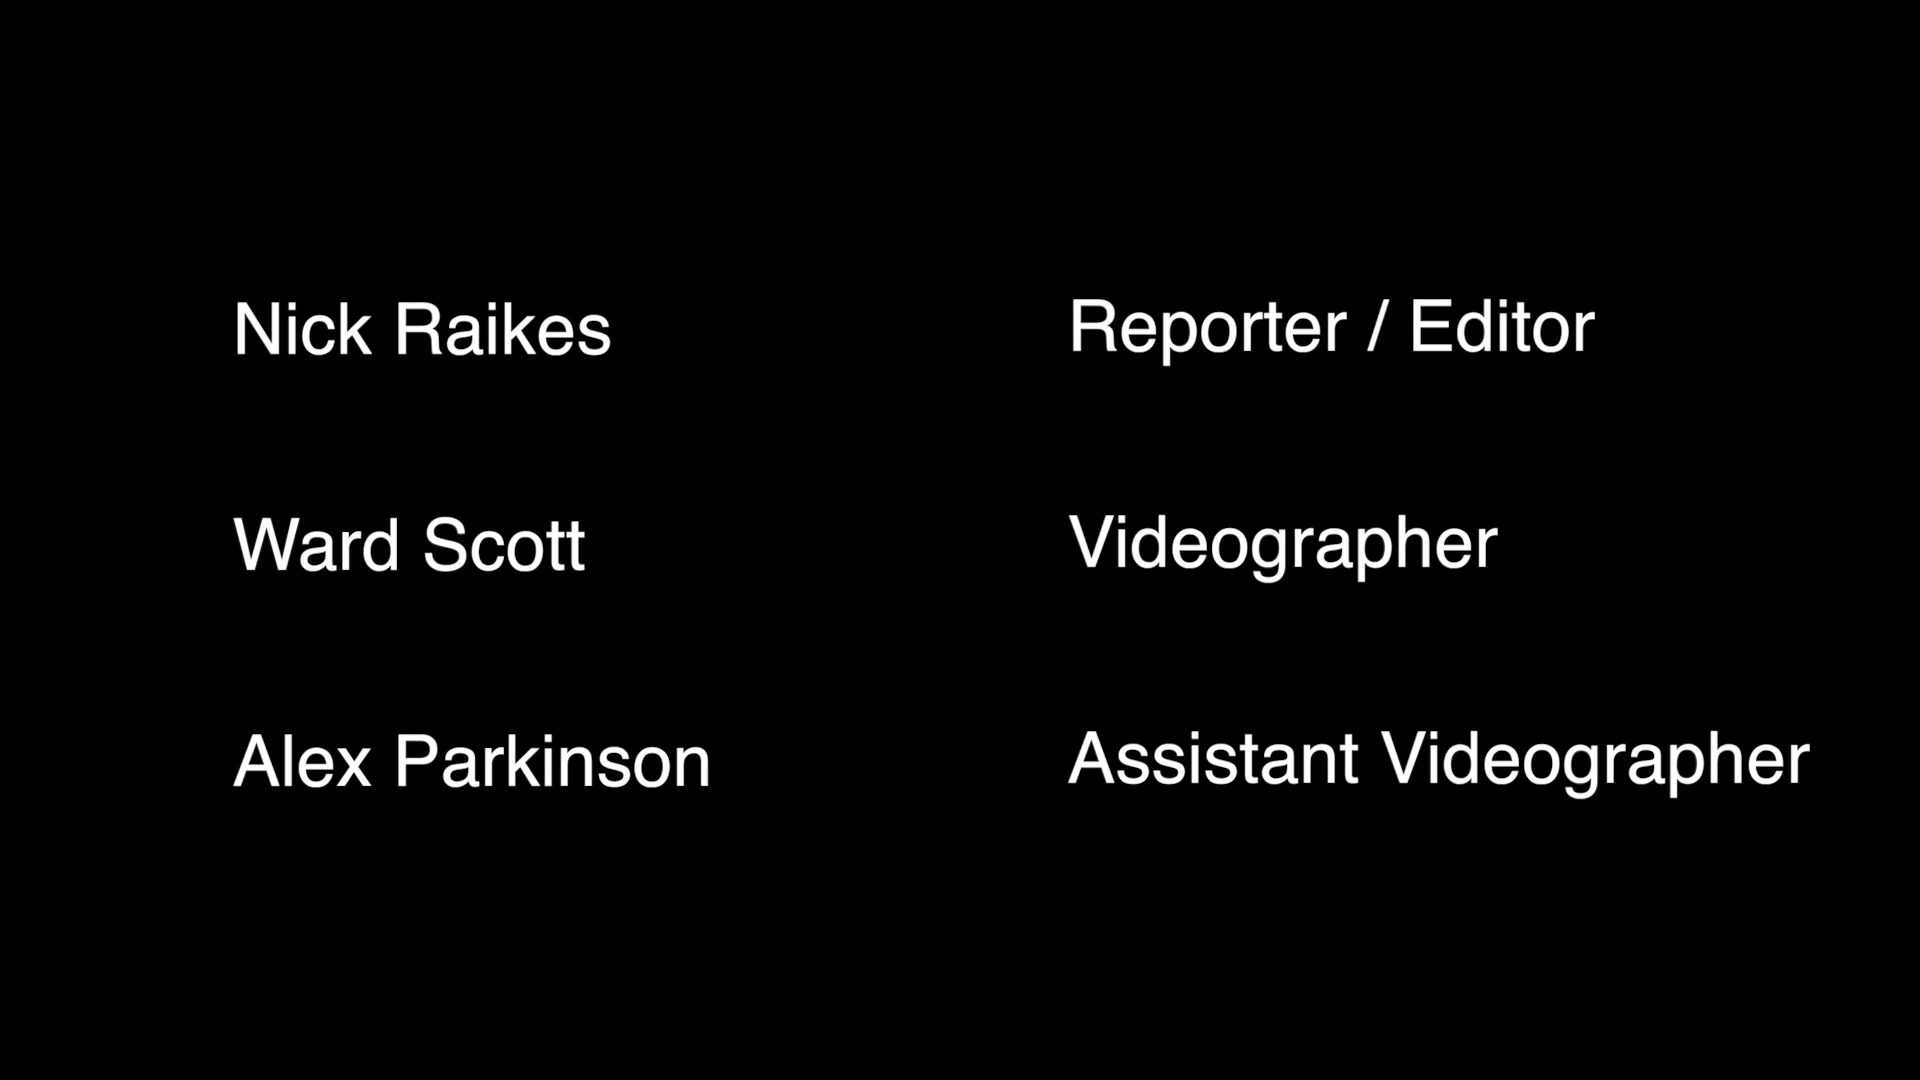 Nick Raikes Reporter / Editor
Ward Scott Videographer
Alex Parkinson Assistant Videographer